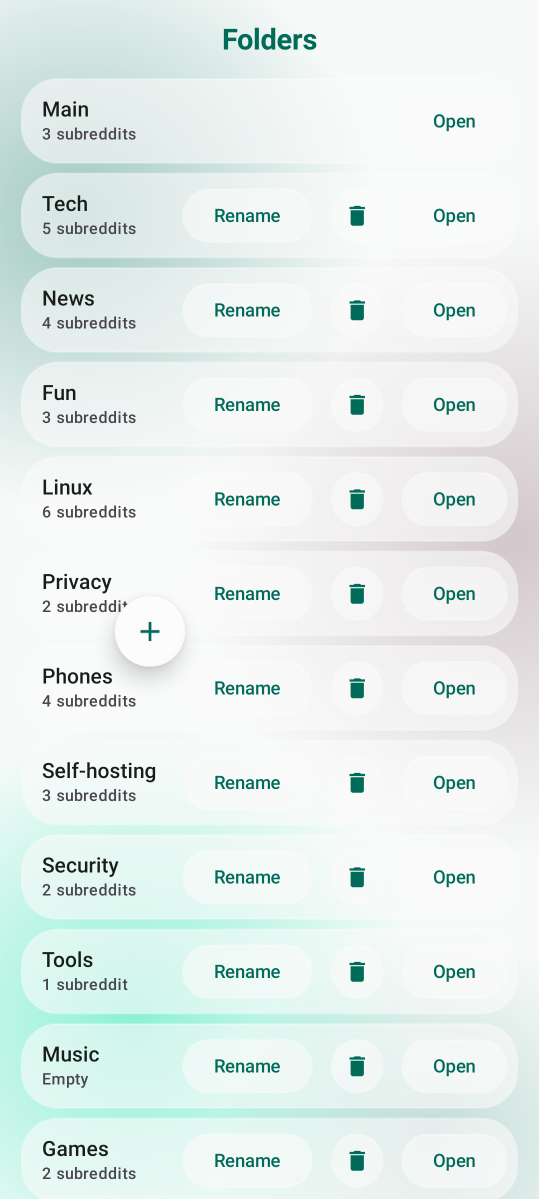 Folders
Main
3 subreddits
Open
Tech
5 subreddits
Rename
Open
News
4 subreddits
Rename
Open
Fun
3 subreddits
Rename
Open
Linux
6 subreddits
Rename
Open
Privacy
2 subreddit
Rename
Open
Phones
4 subreddits
Rename
Open
Self-hosting
3 subreddits
Rename
Open
Security
2 subreddits
Rename
Open
Tools
1 subreddit
Rename
Open
Music
Empty
Rename
Open
Games
2 subreddits
Rename
Open